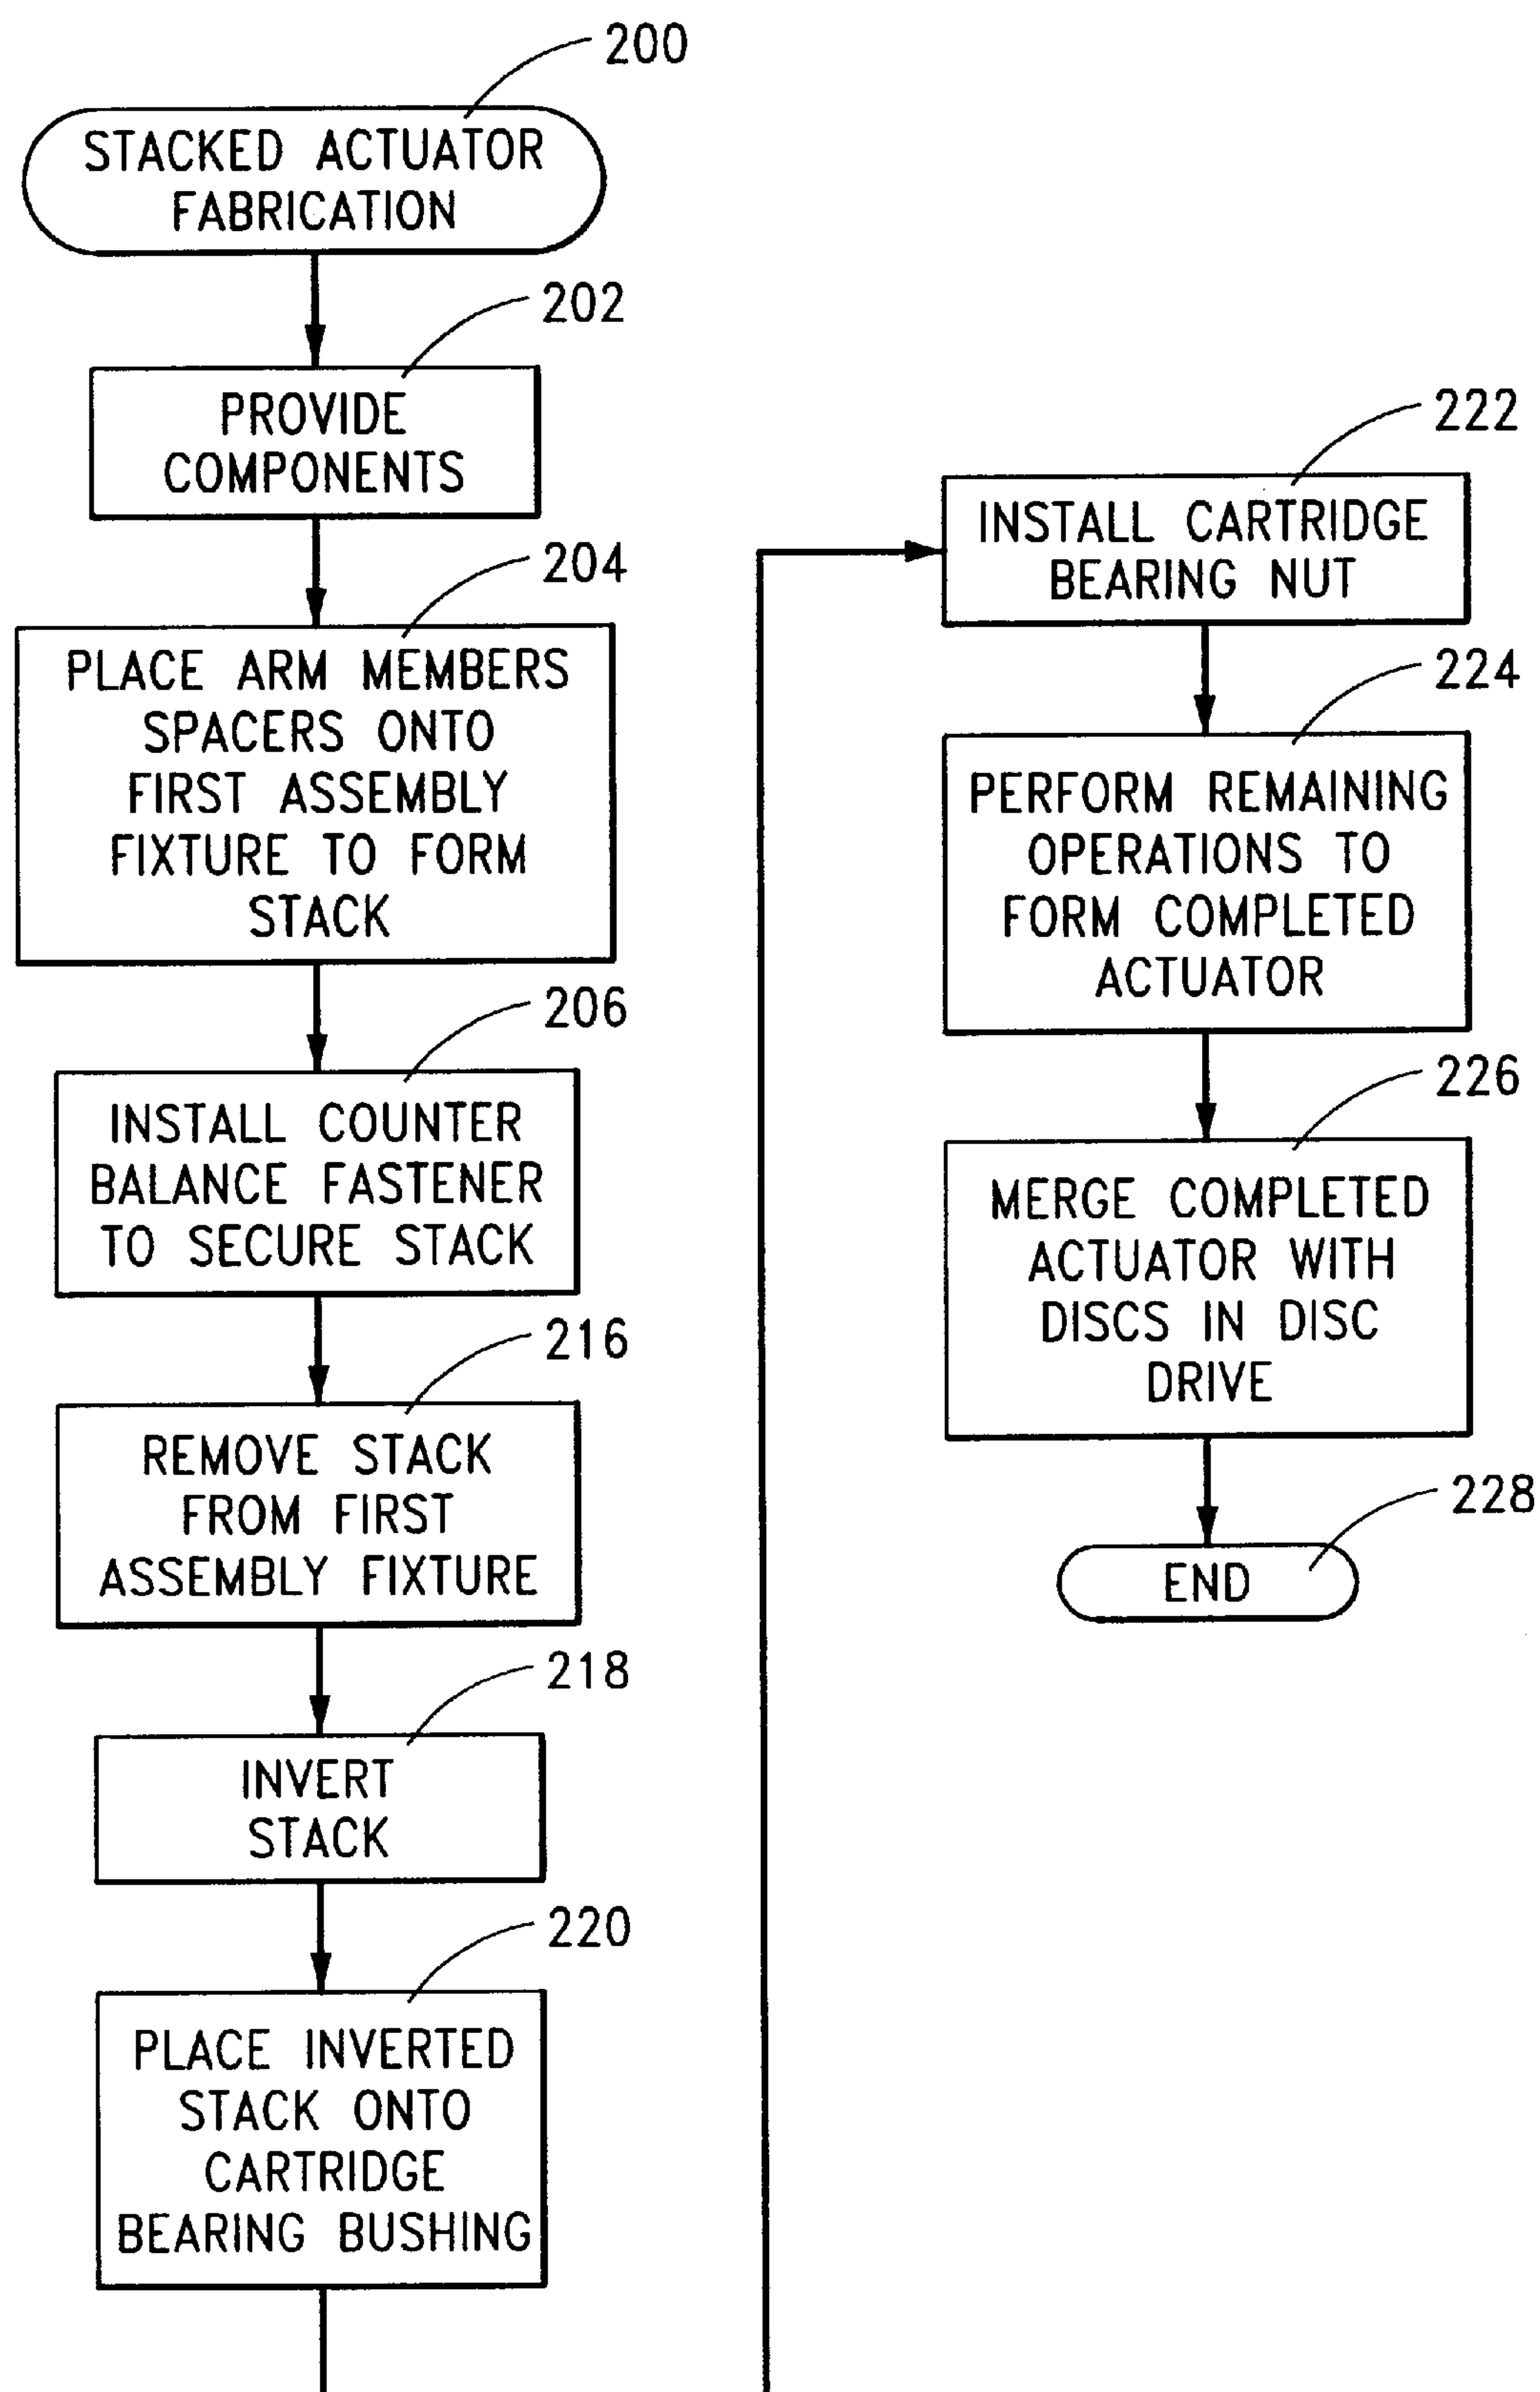 200
STACKED ACTUATOR
FABRICATION
202
PROVIDE
COMPONENTS
204
PLACE ARM MEMBERS
SPACERS ONTO
FIRST ASSEMBLY
FIXTURE TO FORM
STACK
206
INSTALL COUNTER
BALANCE FASTENER
TO SECURE STACK
216
REMOVE STACK
FROM FIRST
ASSEMBLY FIXTURE
218
INVERT
STACK
220
PLACE INVERTED
STACK ONTO
CARTRIDGE
BEARING BUSHING
222
INSTALL CARTRIDGE
BEARING NUT
224
PERFORM REMAINING
OPERATIONS TO
FORM COMPLETED
ACTUATOR
226
MERGE COMPLETED
ACTUATOR WITH
DISCS IN DISC
DRIVE
228
END